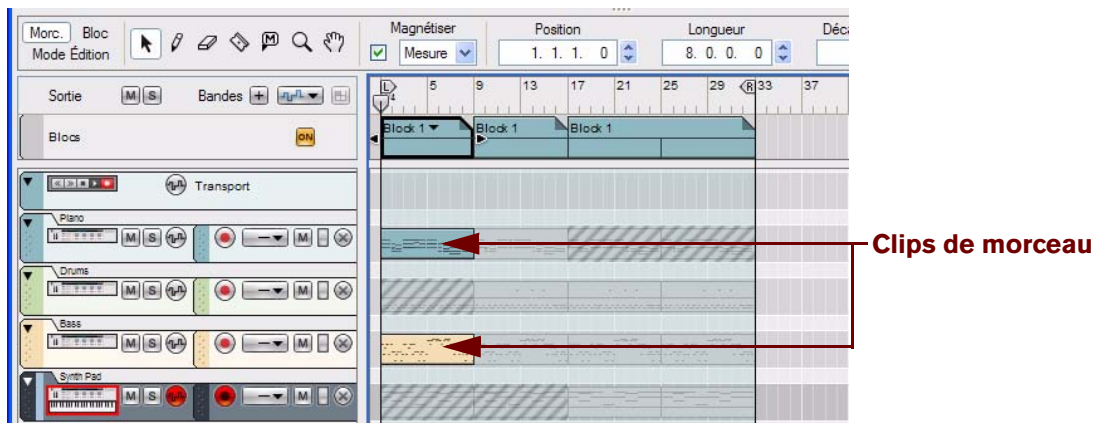 Morc. Bloc
Mode Édition
Magnétiser
Mesure
Position
1. 1. 1. 0
Longueur
8. 0. 0. 0
Déca
Sortie M S Bandes +
L 5 9 13 17 21 25 29 R 33 37
4
Blocs ON
Block 1 Block 1 Block 1
Transport
Piano
M S M
Clips de morceau
Drums
M S M
Bass
M S M
Synth Pad
M S M